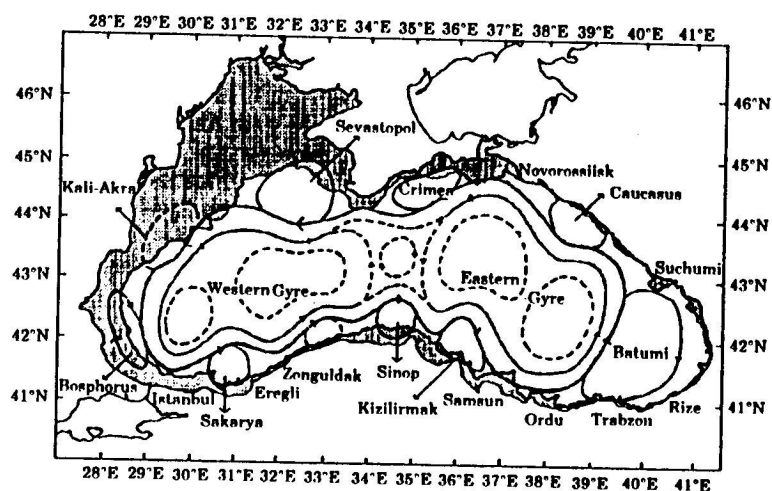 28°E 29°E 30°E 31°E 32°E 33°E 34°E 35°E 36°E 37°E 38°E 39°E 40°E 41°E
46°N 46°N
Sevastopol
45°N 45°N
Novorossiisk
Kali-Akra Crimea Caucasus
44°N 44°N
43°N 43°N
Suchumi
Western Gyre Eastern
Gyre
42°N 42°N
Batumi
Bosphorus Zonguldak Sinop
41°N 41°N
Istanbul Eregli Kizilirmak Samsun Rize
Sakarya Ordu Trabzon
28°E 29°E 30°E 31°E 32°E 33°E 34°E 35°E 36°E 37°E 38°E 39°E 40°E 41°E